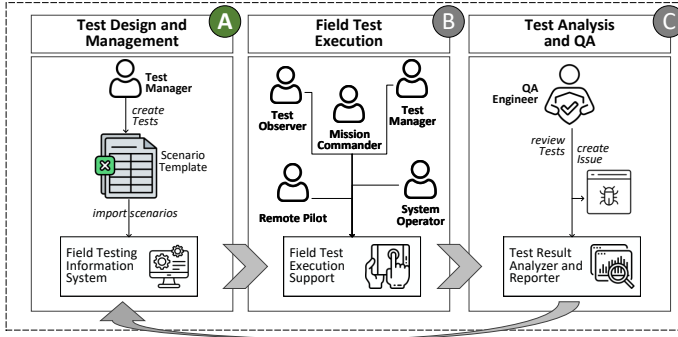 Test Design and
Management
A
Test
Manager
create
Tests
Scenario
Template
import scenarios
Field Testing
Information
System
Field Test
Execution
B
Test
Observer
Mission
Commander
Test
Manager
Remote Pilot
System
Operator
Field Test
Execution
Support
Test Analysis
and QA
C
QA
Engineer
review
Tests
create
Issue
Test Result
Analyzer and
Reporter